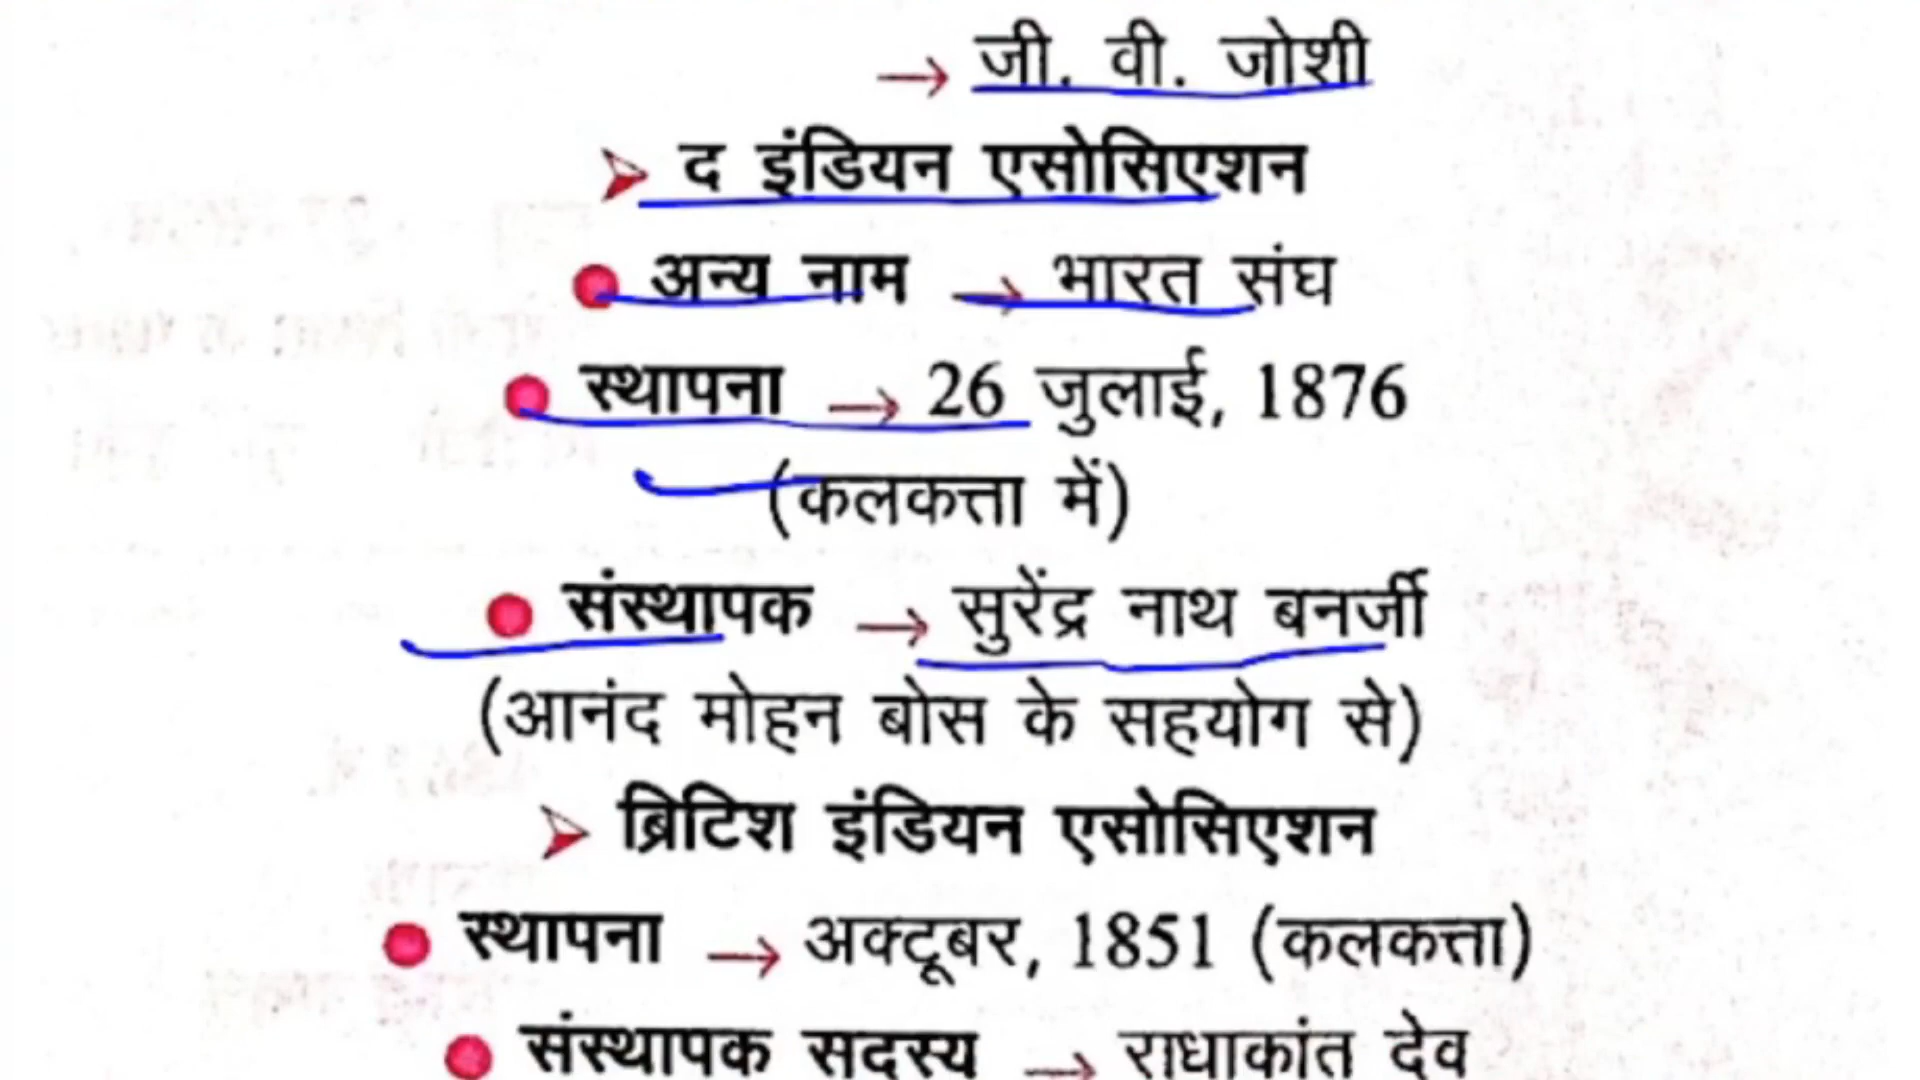 → जी. वी. जोशी
➢ द इंडियन एसोसिएशन
● अन्य नाम → भारत संघ
● स्थापना → 26 जुलाई, 1876
(कलकत्ता में)
● संस्थापक → सुरेंद्र नाथ बनर्जी
(आनंद मोहन बोस के सहयोग से)
➢ ब्रिटिश इंडियन एसोसिएशन
● स्थापना → अक्टूबर, 1851 (कलकत्ता)
● संस्थापक सदस्य → राधाकांत देव